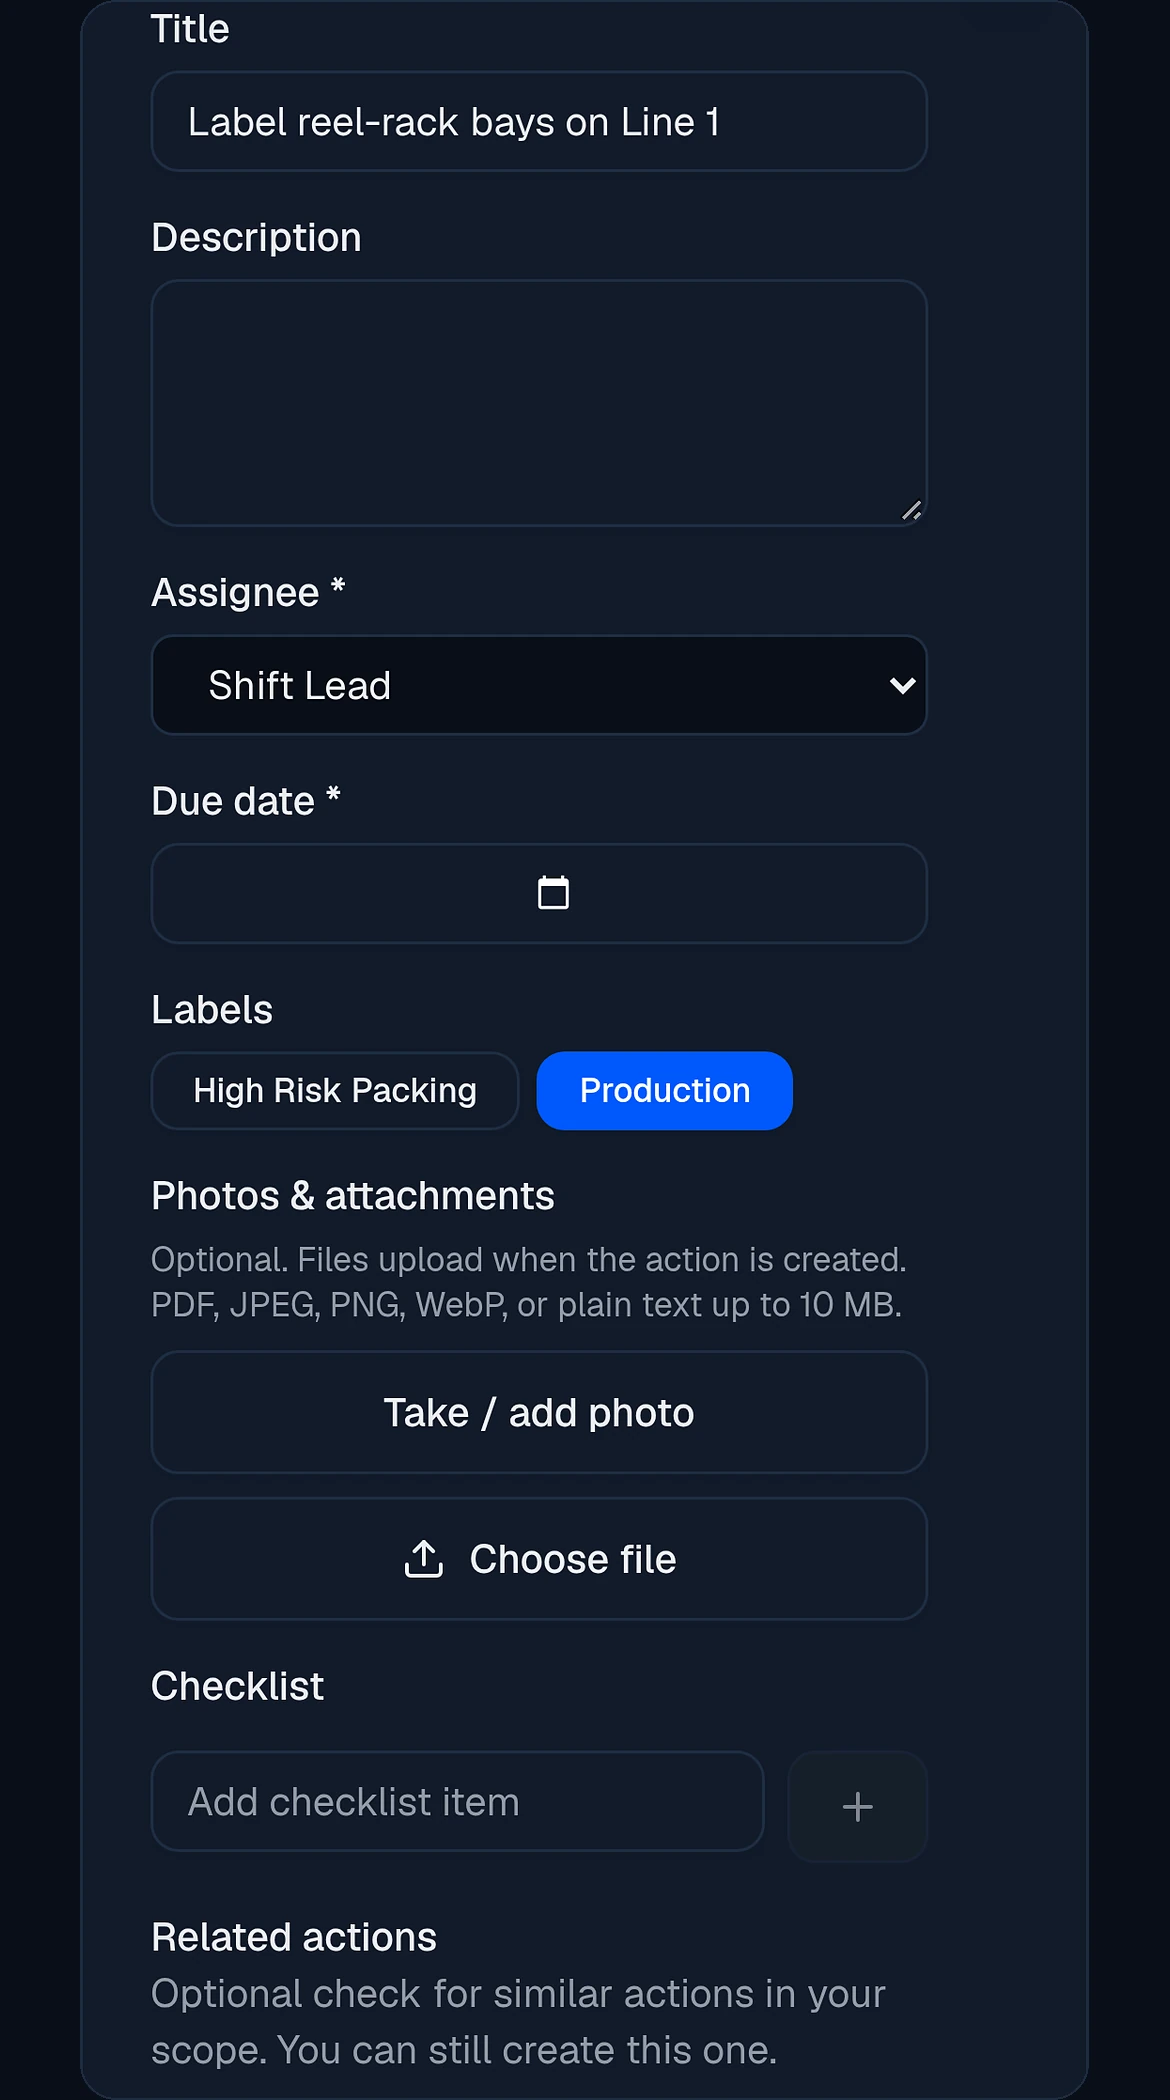 Title
Label reel-rack bays on Line 1
Description
Assignee *
Shift Lead
Due date *
Labels
High Risk Packing
Production
Photos & attachments
Optional. Files upload when the action is created.
PDF, JPEG, PNG, WebP, or plain text up to 10 MB.
Take / add photo
Choose file
Checklist
Add checklist item
Related actions
Optional check for similar actions in your
scope. You can still create this one.